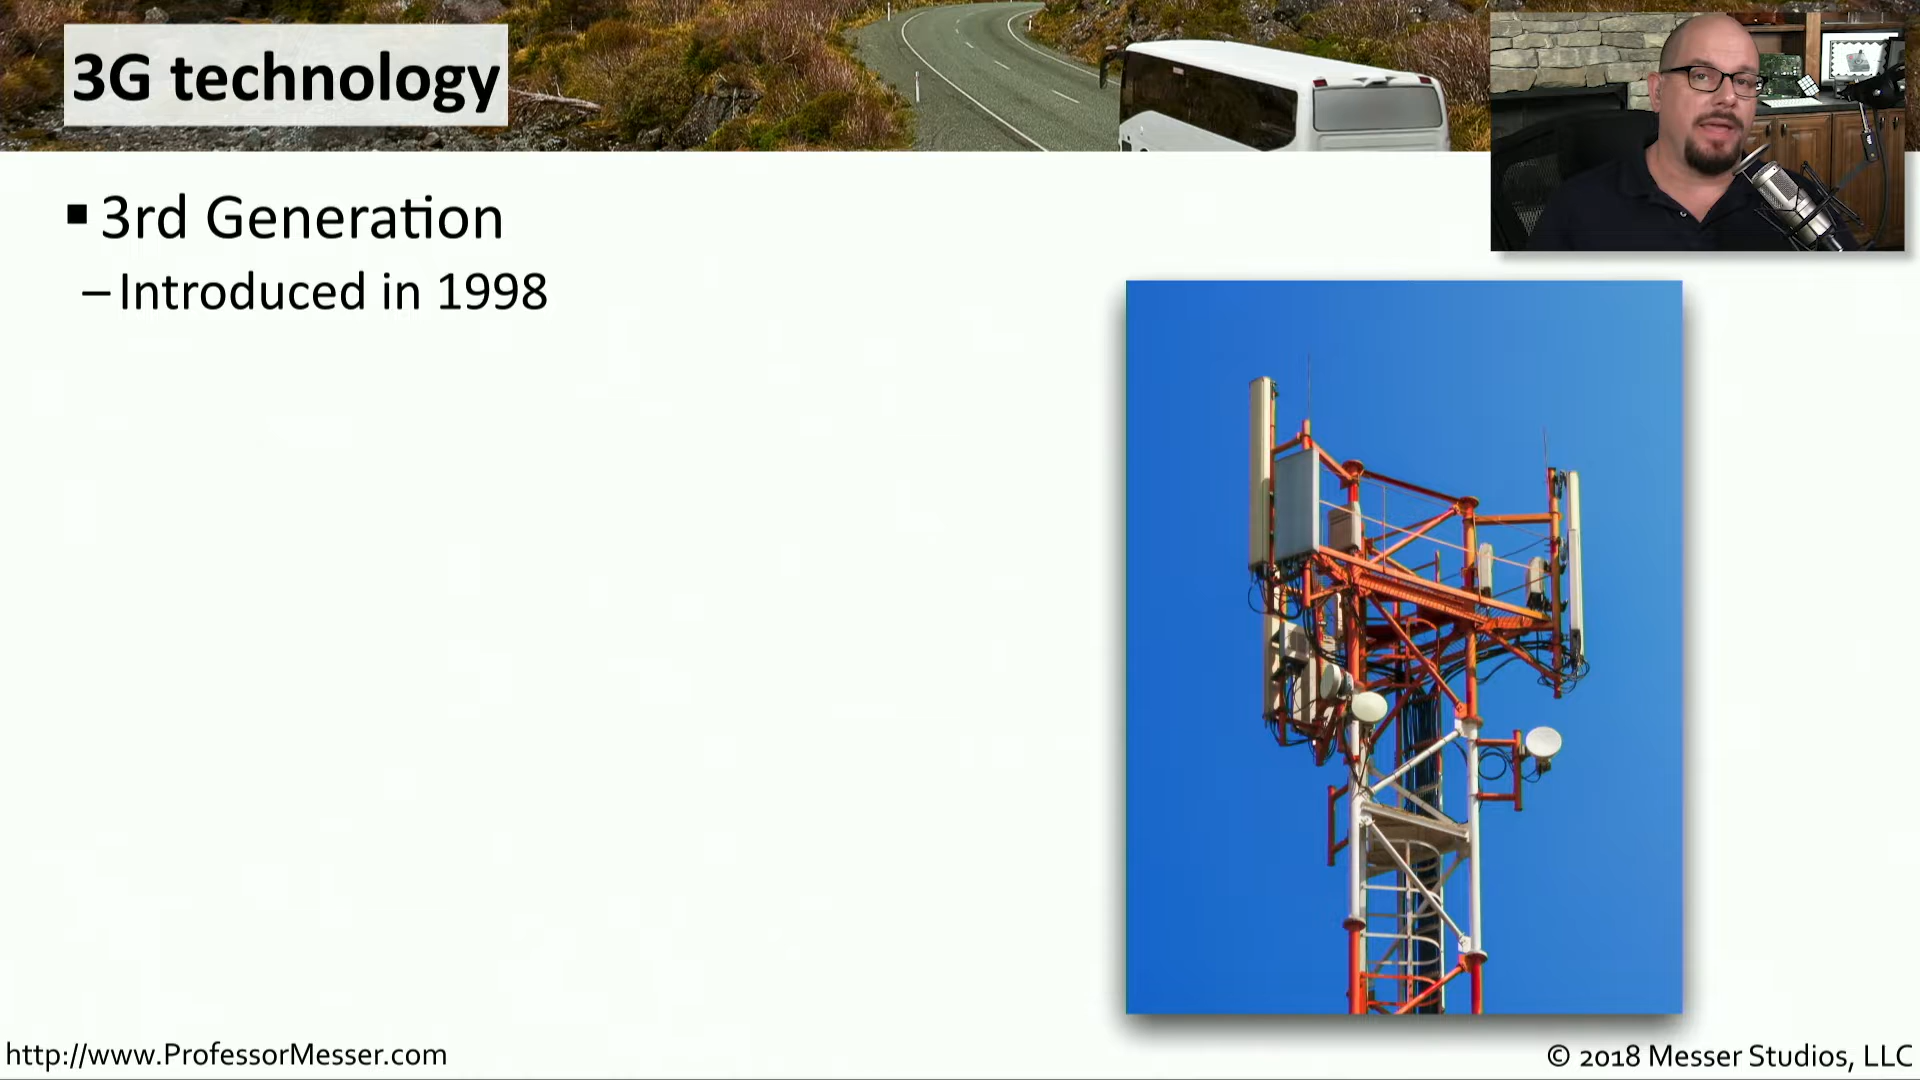 3G technology
3rd Generation
– Introduced in 1998
http://www.ProfessorMesser.com
© 2018 Messer Studios, LLC